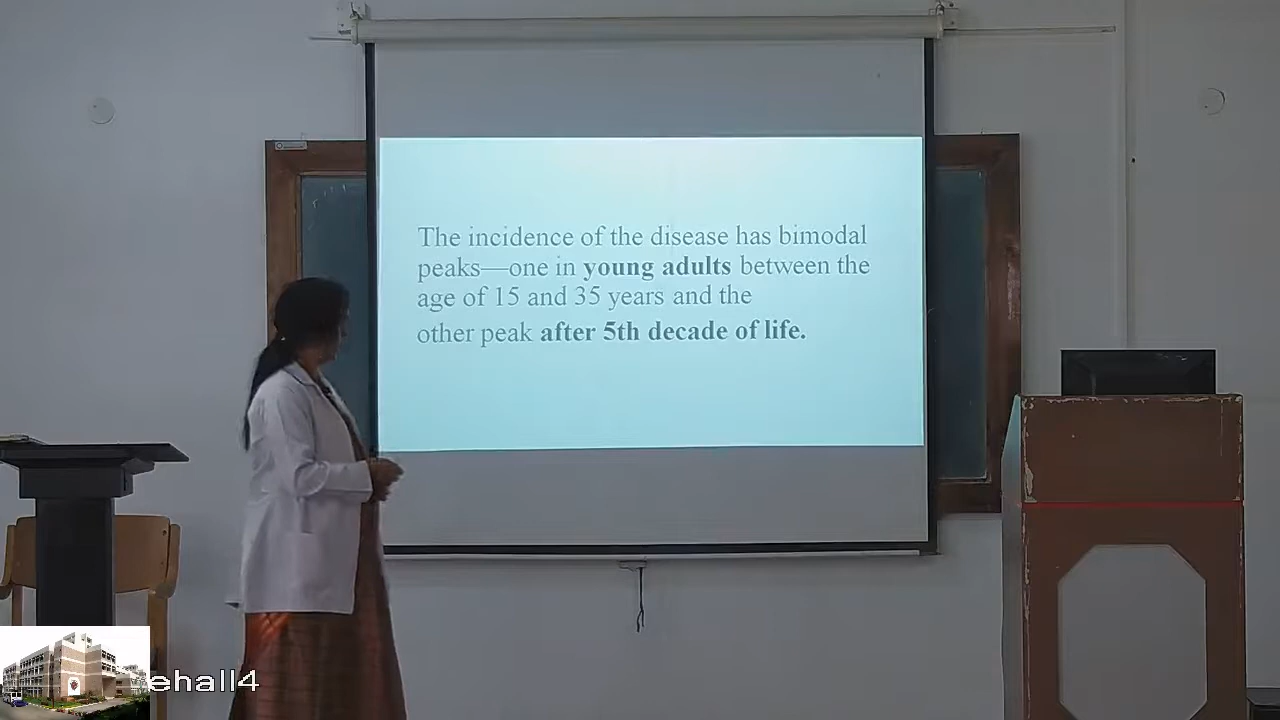 The incidence of the disease has bimodal
peaks—one in young adults between the
age of 15 and 35 years and the
other peak after 5th decade of life.
ehall4